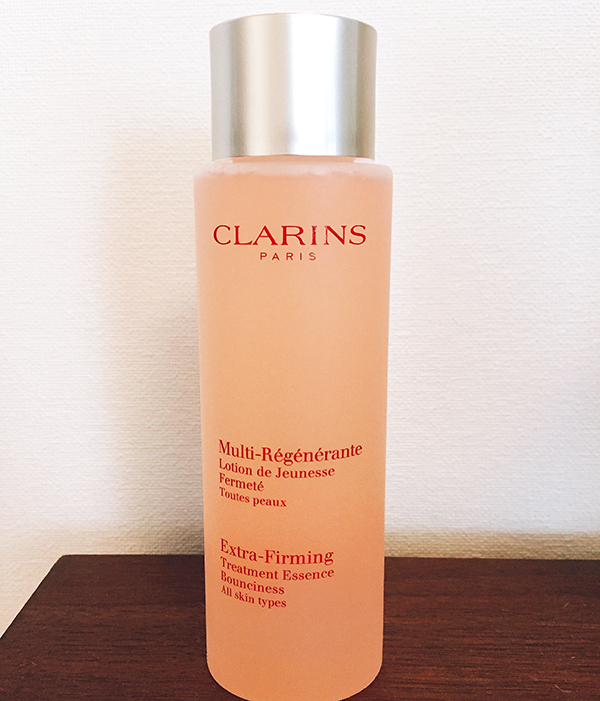 CLARINS
PARIS
Multi-Régénérante
Lotion de Jeunesse
Fermeté
Toutes peaux
Extra-Firming
Treatment Essence
Bounciness
All skin types